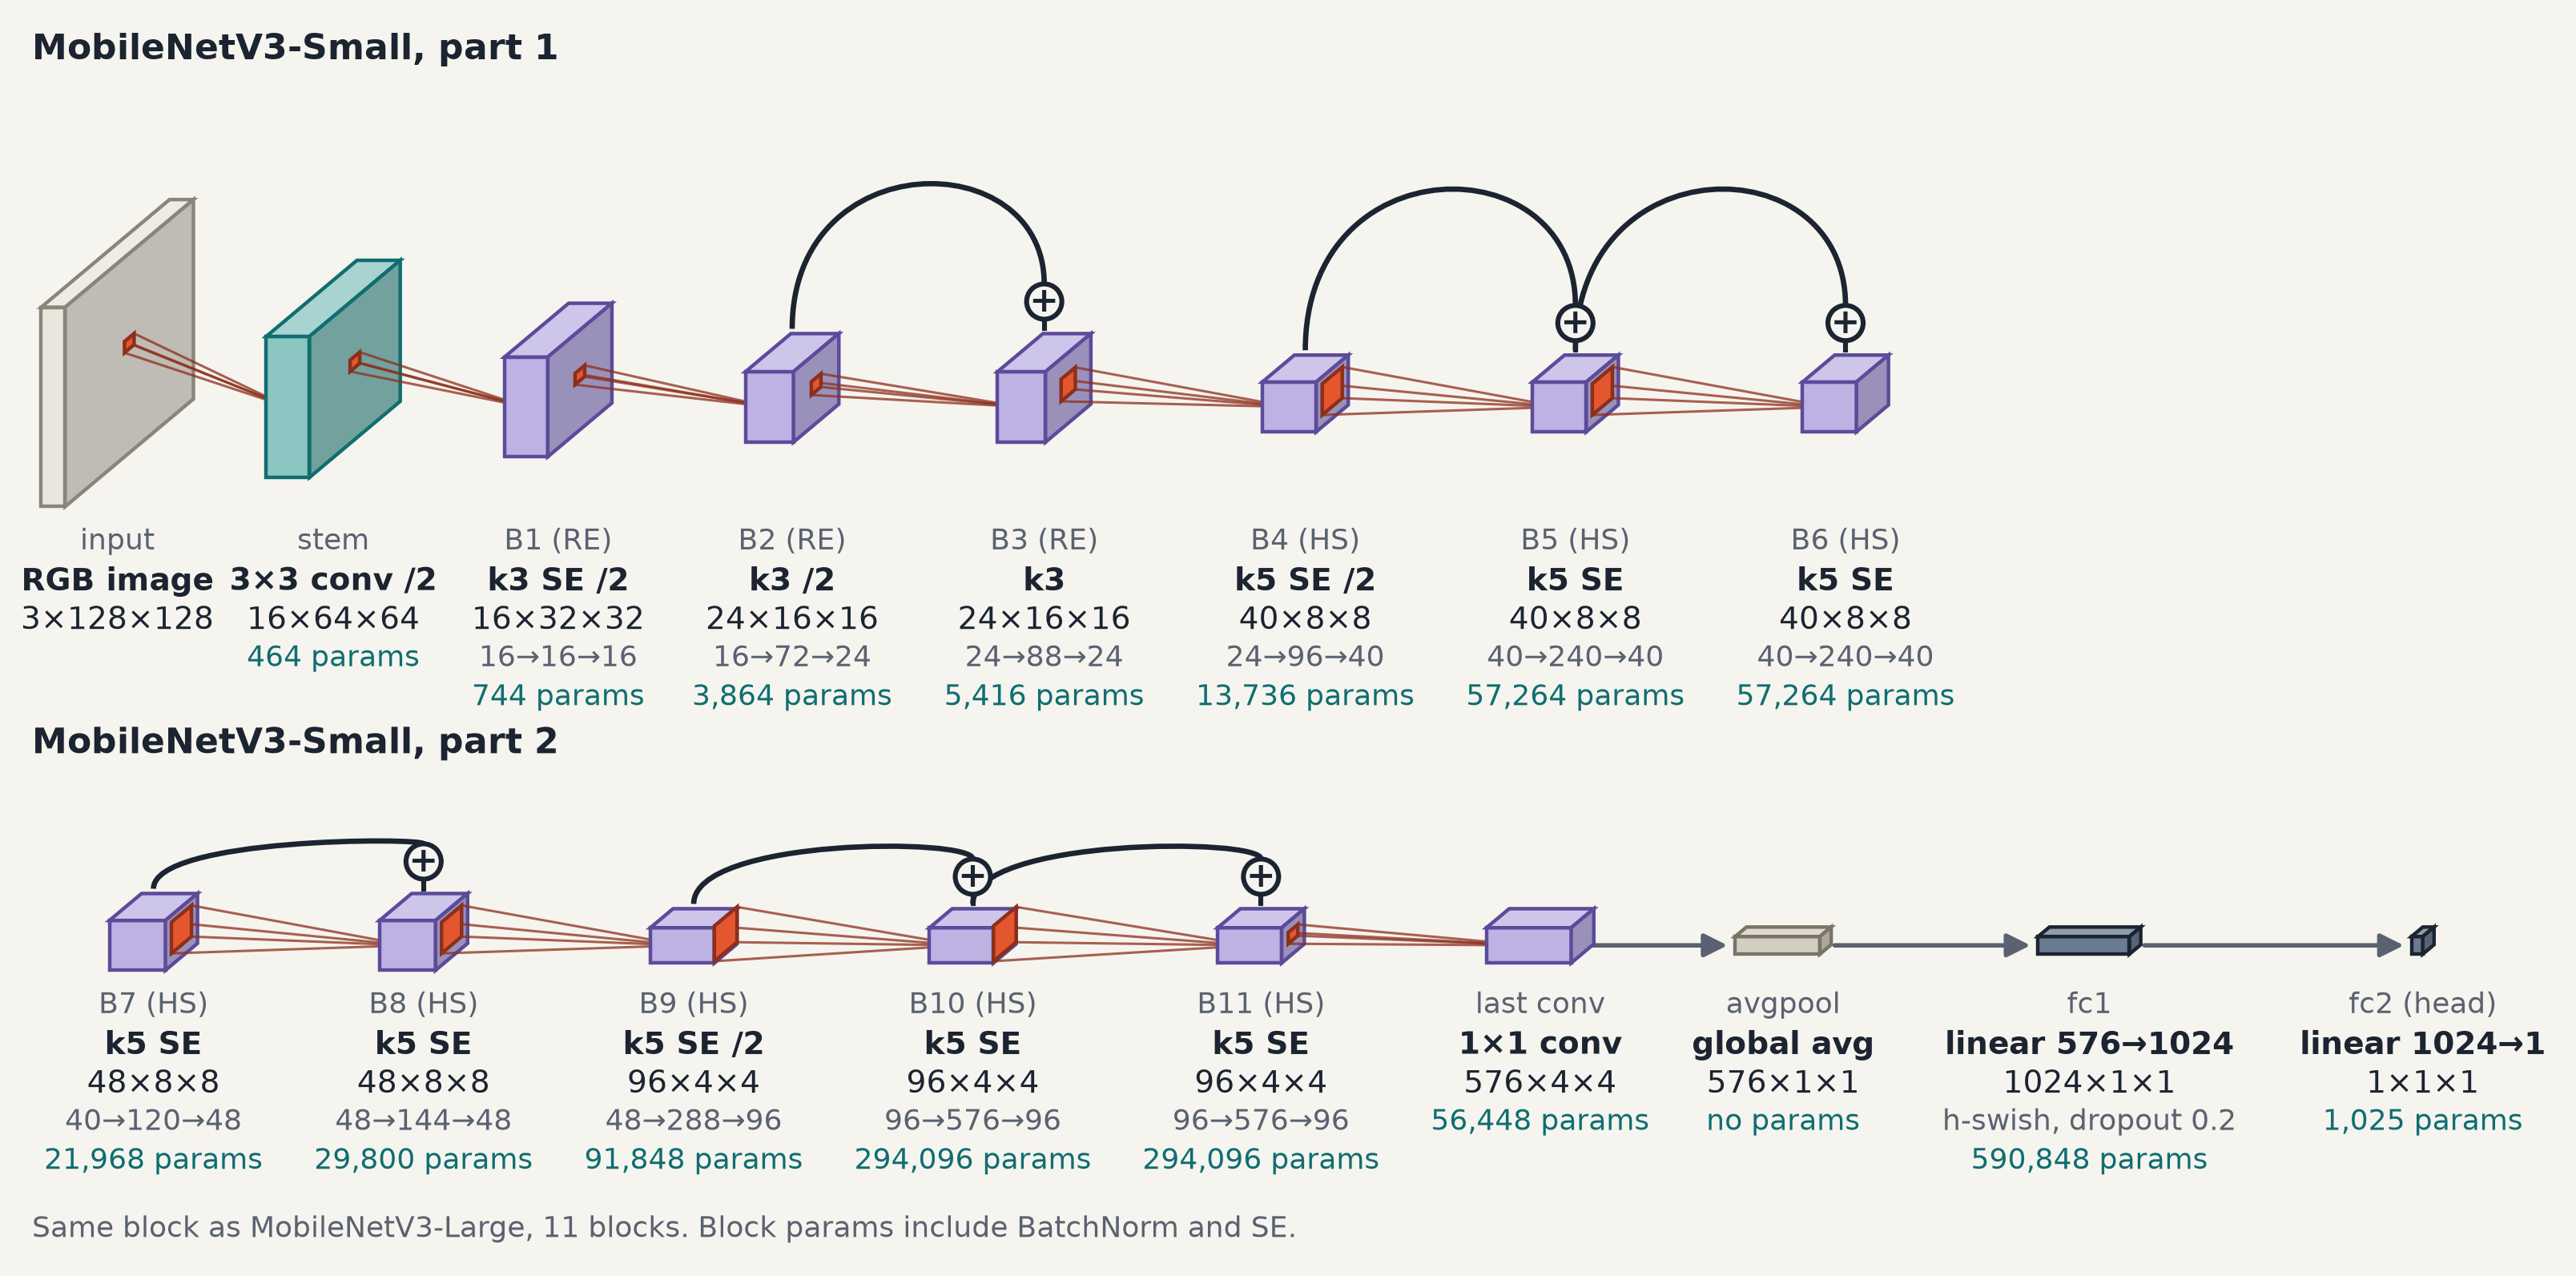 MobileNetV3-Small, part 1
input
RGB image
3×128×128
stem
3×3 conv /2
16×64×64
464 params
B1 (RE)
k3 SE /2
16×32×32
16→16→16
744 params
B2 (RE)
k3 /2
24×16×16
16→72→24
3,864 params
B3 (RE)
k3
24×16×16
24→88→24
5,416 params
B4 (HS)
k5 SE /2
40×8×8
24→96→40
13,736 params
B5 (HS)
k5 SE
40×8×8
40→240→40
57,264 params
B6 (HS)
k5 SE
40×8×8
40→240→40
57,264 params
MobileNetV3-Small, part 2
B7 (HS)
k5 SE
48×8×8
40→120→48
21,968 params
B8 (HS)
k5 SE
48×8×8
48→144→48
29,800 params
B9 (HS)
k5 SE /2
96×4×4
48→288→96
91,848 params
B10 (HS)
k5 SE
96×4×4
96→576→96
294,096 params
B11 (HS)
k5 SE
96×4×4
96→576→96
294,096 params
last conv
1×1 conv
576×4×4
56,448 params
avgpool
global avg
576×1×1
no params
fc1
linear 576→1024
1024×1×1
h-swish, dropout 0.2
590,848 params
fc2 (head)
linear 1024→1
1×1×1
1,025 params
Same block as MobileNetV3-Large, 11 blocks. Block params include BatchNorm and SE.